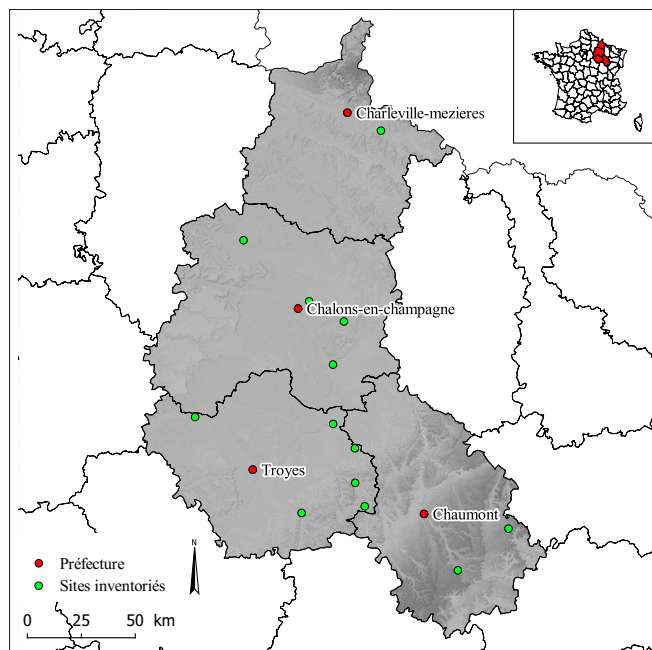 Charleville-mezieres
Chalons-en-champagne
Troyes
Chaumont
N
Préfecture
Sites inventoriés
0 25 50 km